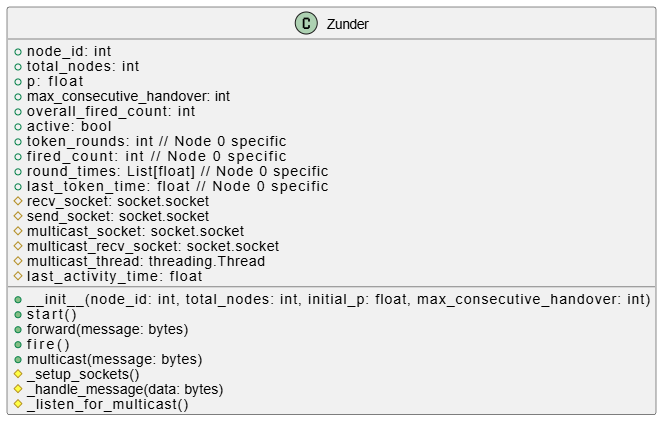 C Zunder
node_id: int
total_nodes: int
p: float
max_consecutive_handover: int
overall_fired_count: int
active: bool
token_rounds: int // Node 0 specific
fired_count: int // Node 0 specific
round_times: List[float] // Node 0 specific
last_token_time: float // Node 0 specific
recv_socket: socket.socket
send_socket: socket.socket
multicast_socket: socket.socket
multicast_recv_socket: socket.socket
multicast_thread: threading.Thread
last_activity_time: float
__init__(node_id: int, total_nodes: int, initial_p: float, max_consecutive_handover: int)
start()
forward(message: bytes)
fire()
multicast(message: bytes)
_setup_sockets()
_handle_message(data: bytes)
_listen_for_multicast()